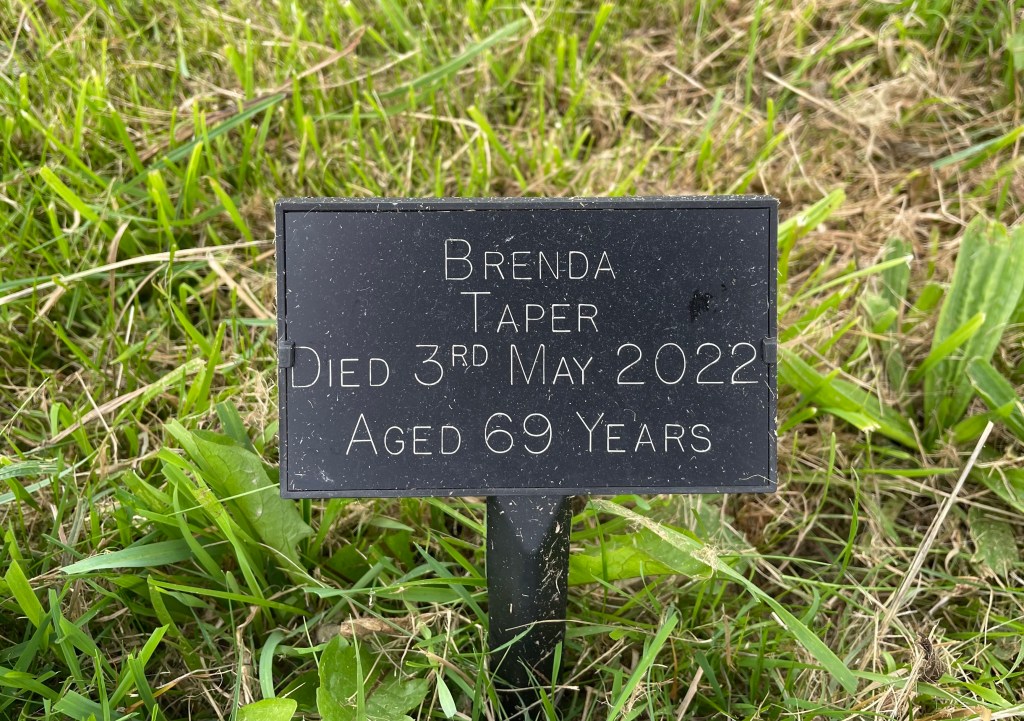 Brenda
Taper
Died 3rd May 2022
Aged 69 Years